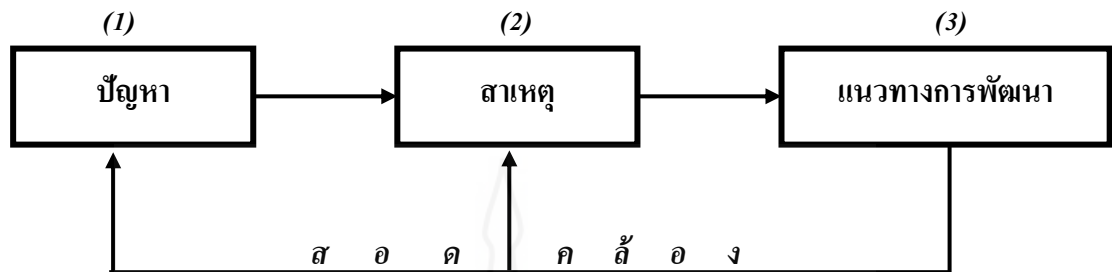 (1) (2) (3)
ปัญหา สาเหตุ แนวทางการพัฒนา
ส อ ด ค ล้ อ ง